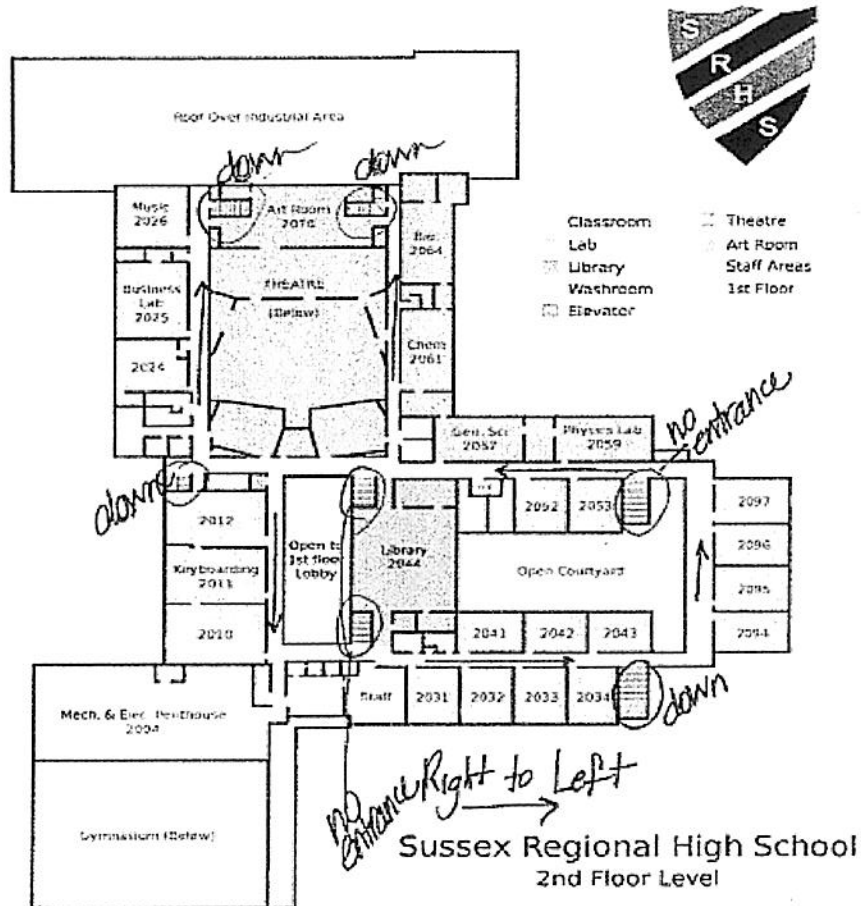 S
R
H
S
Roof Over Industrial Area
down
down
Music
2026
Art Room
2070
Bio.
2064
Classroom
Lab
Library
Washroom
Elevator
Theatre
Art Room
Staff Areas
1st Floor
Business
Lab
2025
THEATRE
(Below)
2024
Chem
2061
no
entrance
Gen. Sci
2057
Physics Lab
2059
down
2012
2052
2053
2097
Keyboarding
2011
Open to
1st floor
Lobby
Library
2044
Open Courtyard
2096
2095
2010
2041
2042
2043
2094
Mech. & Elec. Penthouse
2004
Staff
2031
2032
2033
2034
down
no
entrance
Right to Left
Gymnasium (Below)
Sussex Regional High School
2nd Floor Level